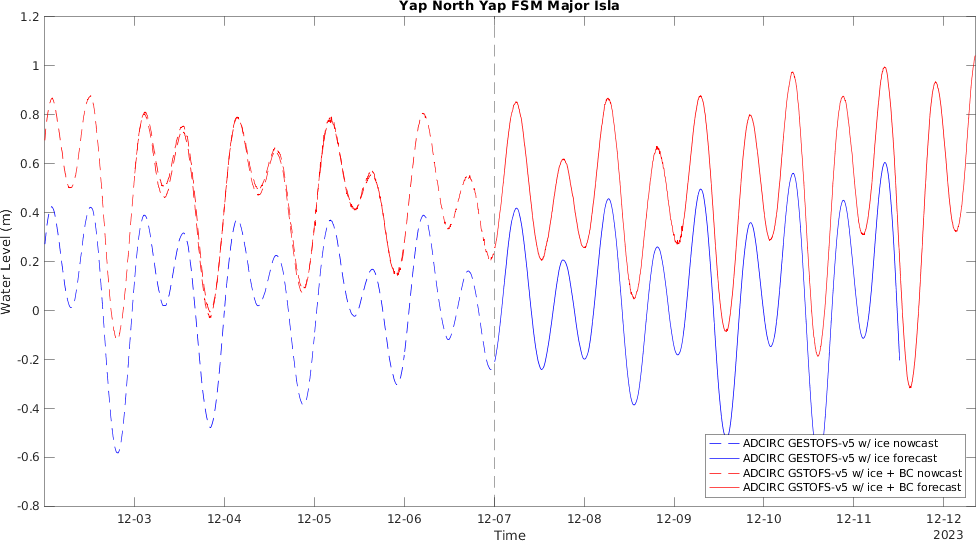 Yap North Yap FSM Major Isla
Water Level (m)
1.2
1
0.8
0.6
0.4
0.2
0
-0.2
-0.4
-0.6
-0.8
ADCIRC GESTOFS-v5 w/ ice nowcast
ADCIRC GESTOFS-v5 w/ ice forecast
ADCIRC GSTOFS-v5 w/ ice + BC nowcast
ADCIRC GSTOFS-v5 w/ ice + BC forecast
12-03 12-04 12-05 12-06 12-07 12-08 12-09 12-10 12-11 12-12
Time
2023